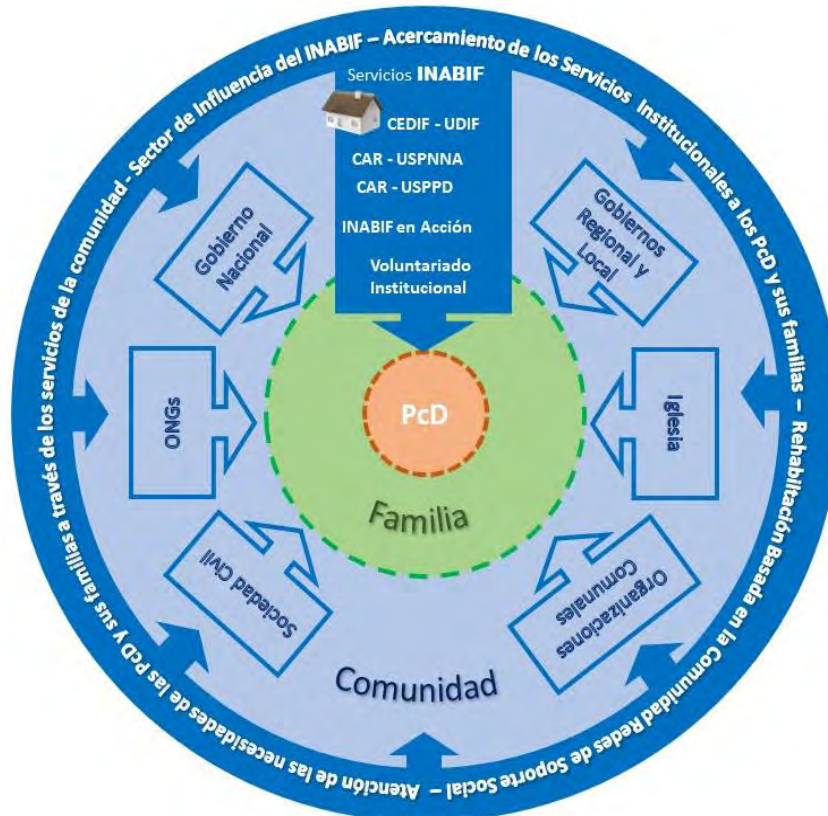 Sector de Influencia del INABIF – Acercamiento de los Servicios Institucionales a los PcD y sus familias – Rehabilitación Basada en la Comunidad Redes de Soporte Social – Atención de las necesidades de las PcD y sus familias a través de los servicios de la comunidad -
Servicios INABIF
CEDIF - UDIF
CAR - USPNNA
CAR - USPPD
INABIF en Acción
Voluntariado
Institucional
Gobierno
Nacional
Gobiernos
Regional y
Local
ONGs
Iglesia
PcD
Familia
Sociedad Civil
Organizaciones
Comunales
Comunidad